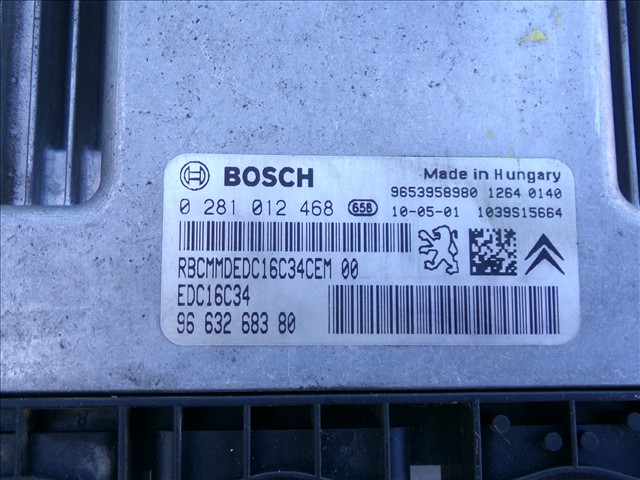 BOSCH
Made in Hungary
9653958980 1264 0140
0 281 012 468 658 10-05-01 1039S15664
RBCMMDEDC16C34CEM 00
EDC16C34
96 632 683 80
8